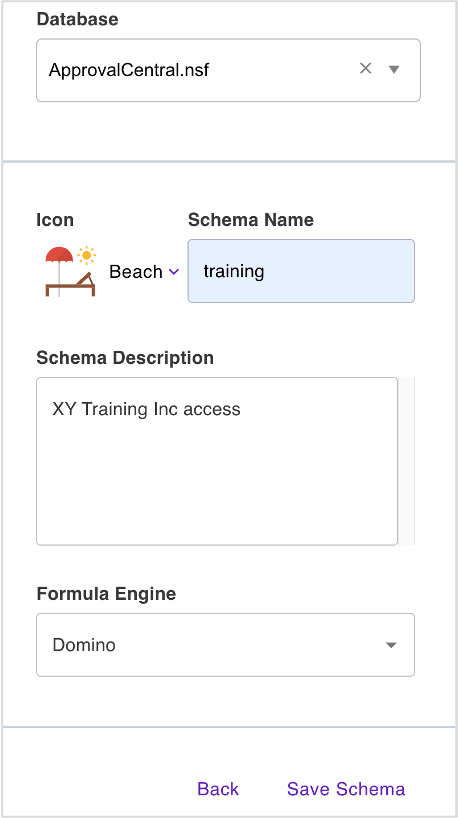 Database
ApprovalCentral.nsf
Icon
Schema Name
Beach
training
Schema Description
XY Training Inc access
Formula Engine
Domino
Back
Save Schema